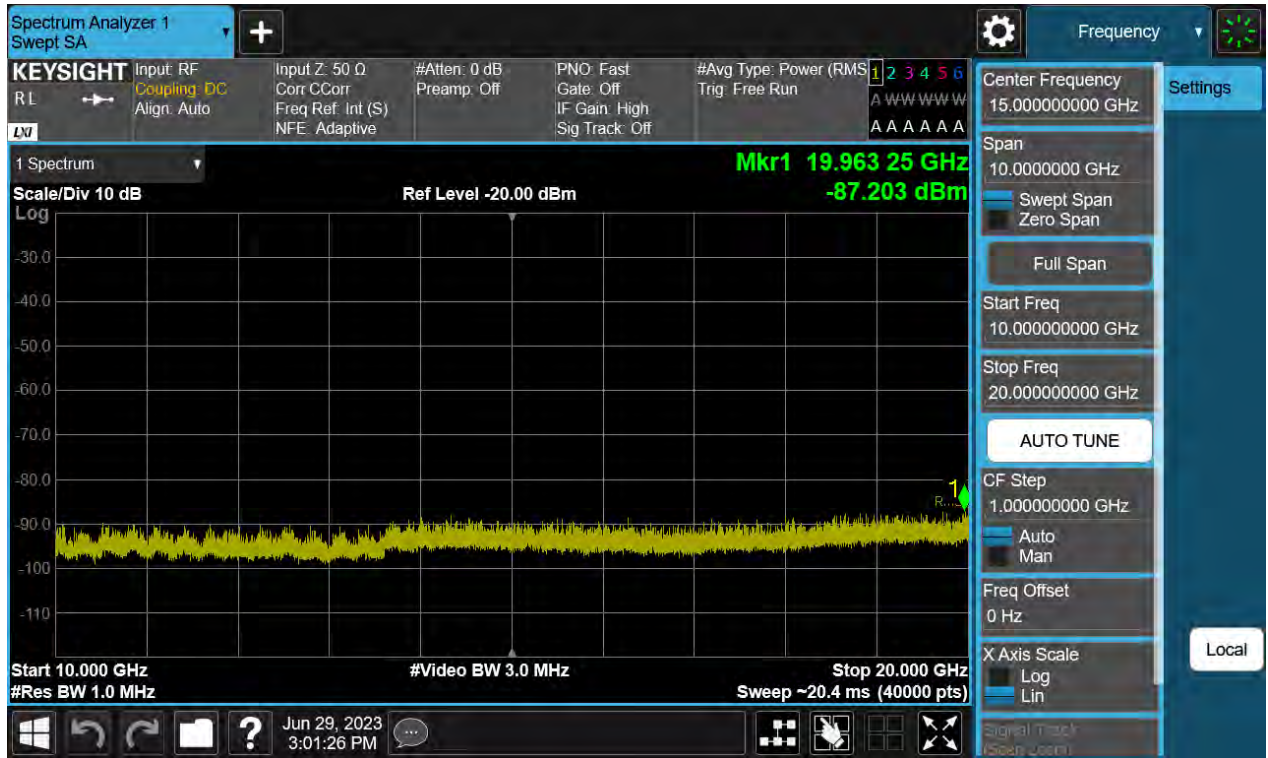 Spectrum Analyzer 1
Swept SA
Frequency
KEYSIGHT
RL
LXI
Input: RF
Coupling: DC
Align: Auto
Input Z: 50 Ω
Corr CCorr
Freq Ref: Int (S)
NFE: Adaptive
#Atten: 0 dB
Preamp: Off
PNO: Fast
Gate: Off
IF Gain: High
Sig Track: Off
#Avg Type: Power (RMS
Trig: Free Run
1 2 3 4 5 6
A W W W W W
A A A A A A
1 Spectrum
Scale/Div 10 dB
Log
Ref Level -20.00 dBm
Mkr1 19.963 25 GHz
-87.203 dBm
-30.0
-40.0
-50.0
-60.0
-70.0
-80.0
-90.0
-100
-110
1
R...
Start 10.000 GHz
#Res BW 1.0 MHz
#Video BW 3.0 MHz
Stop 20.000 GHz
Sweep ~20.4 ms (40000 pts)
Center Frequency
15.000000000 GHz
Span
10.0000000 GHz
Swept Span
Zero Span
Full Span
Start Freq
10.000000000 GHz
Stop Freq
20.000000000 GHz
AUTO TUNE
CF Step
1.000000000 GHz
Auto
Man
Freq Offset
0 Hz
X Axis Scale
Log
Lin
Signal Track
(Span Zoom)
Settings
Local
?
Jun 29, 2023
3:01:26 PM